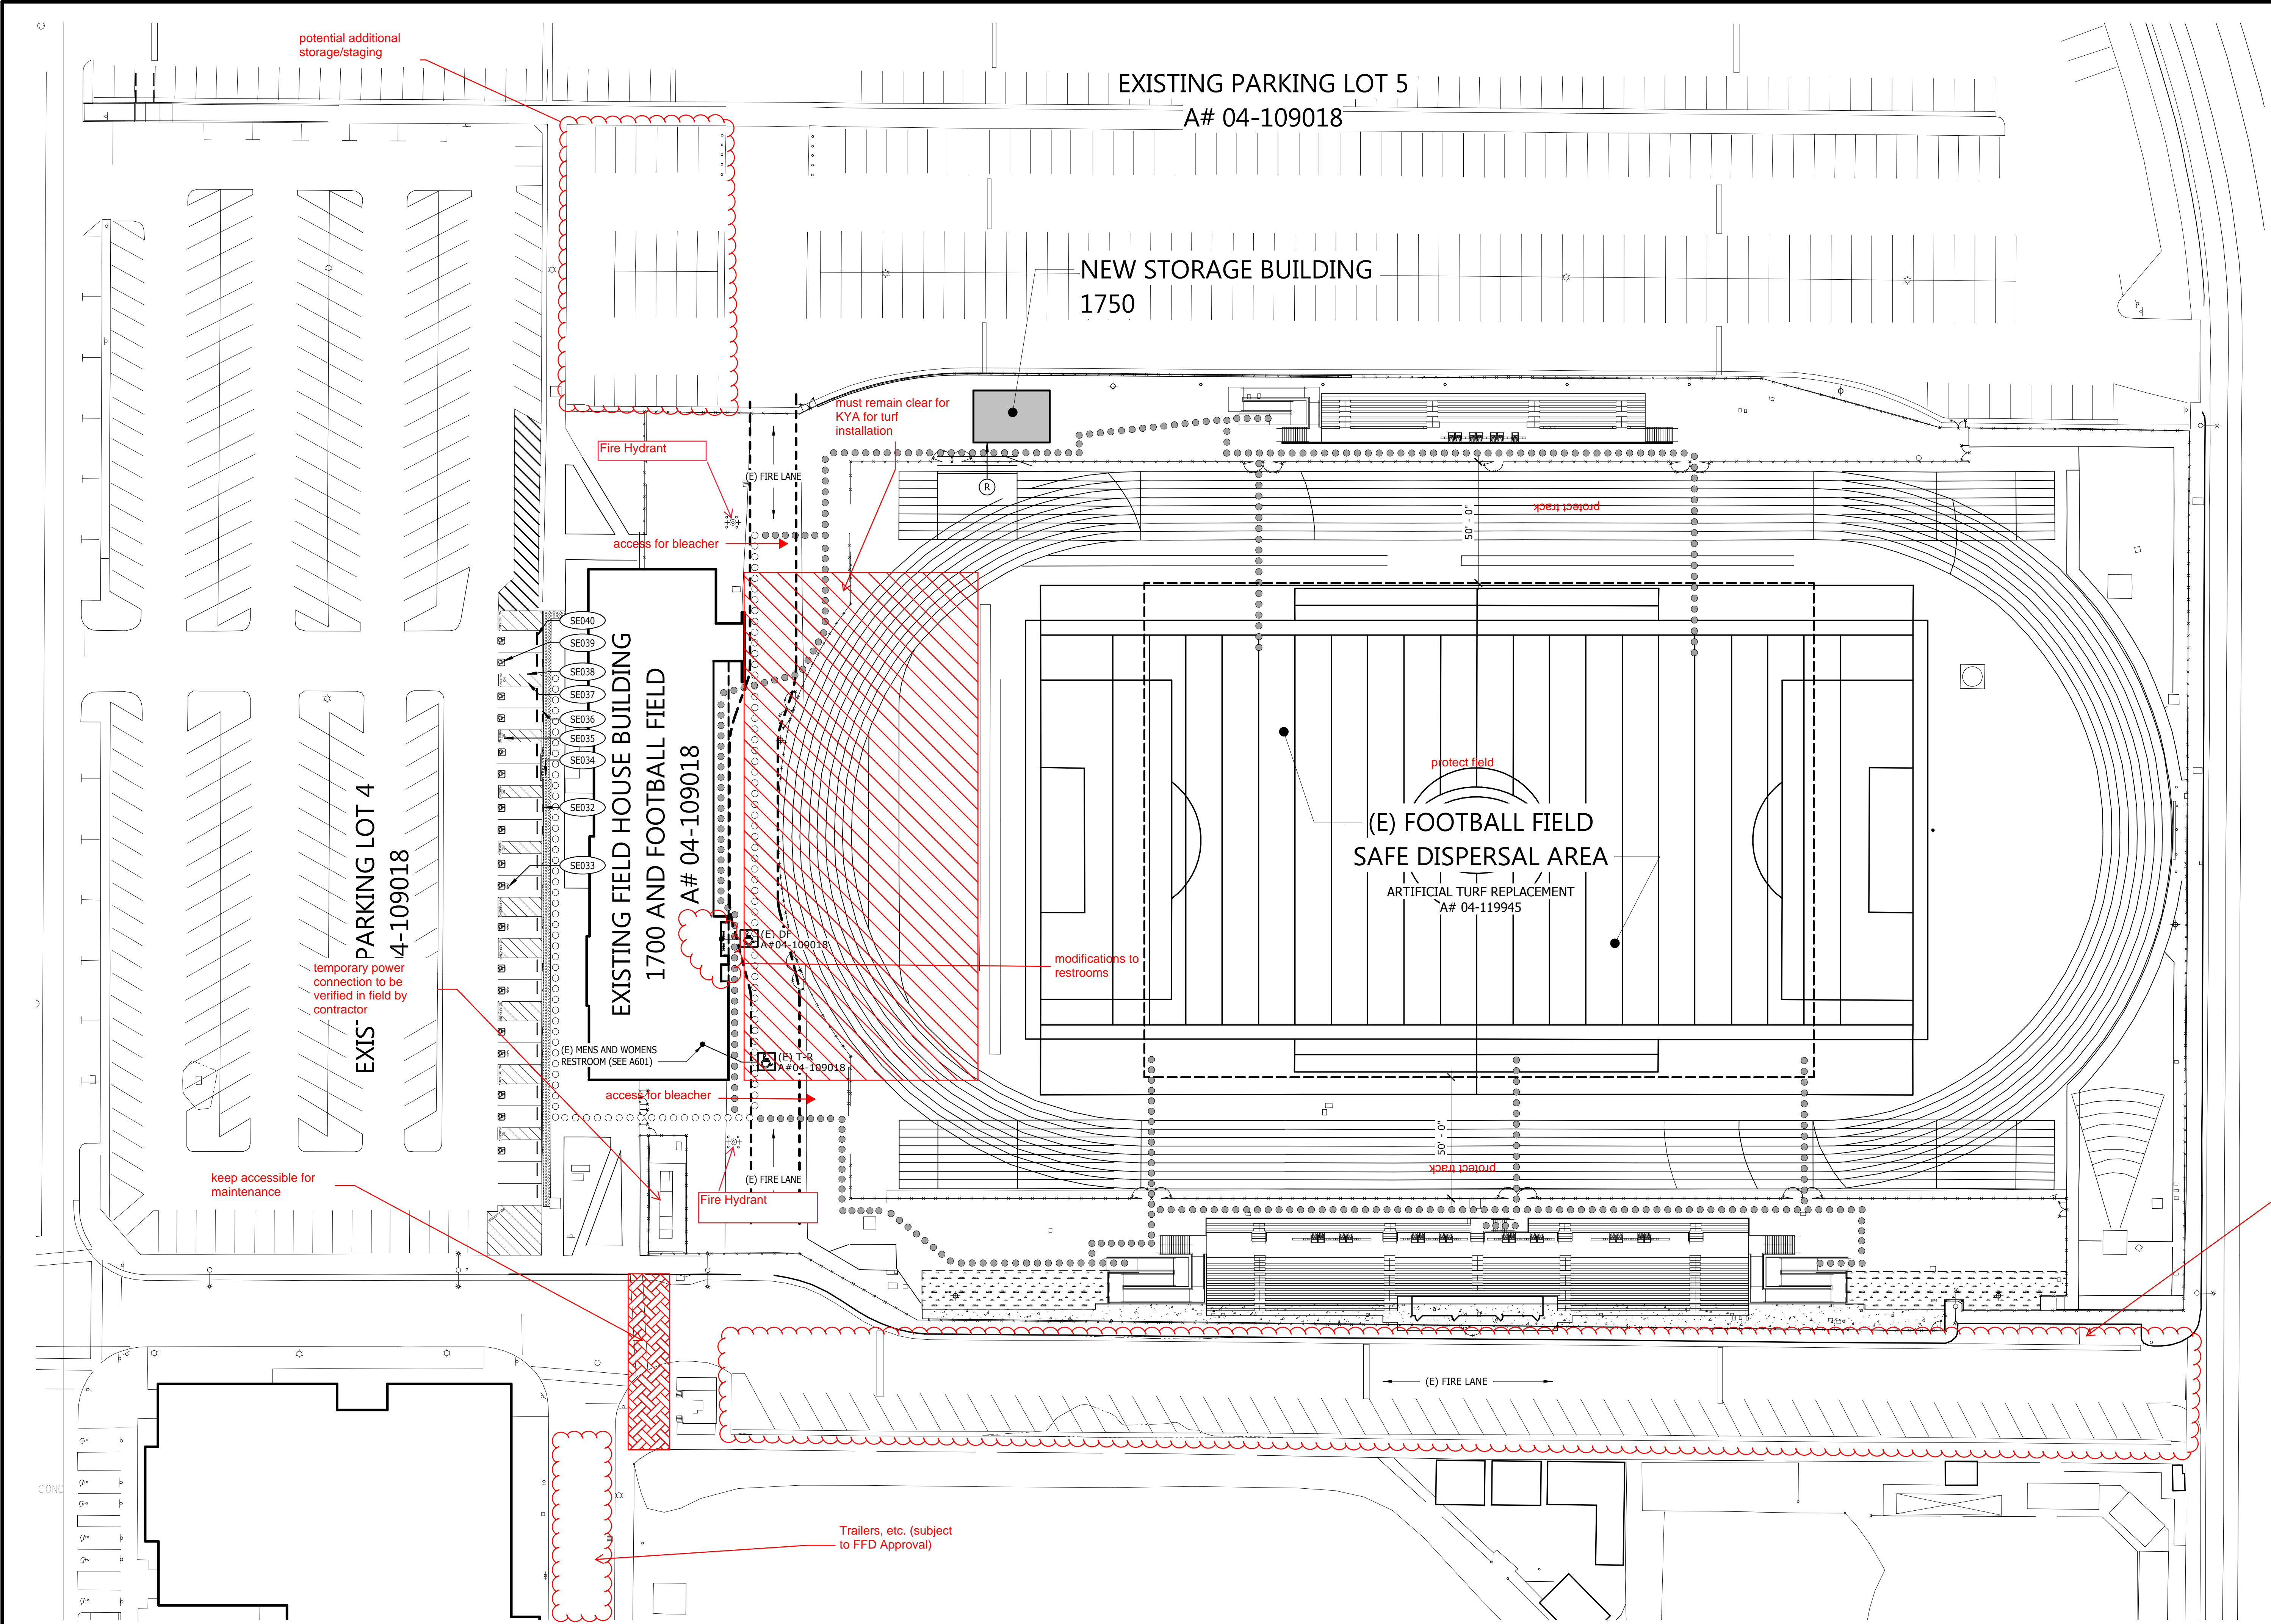 potential additional
storage/staging
EXISTING PARKING LOT 5
A# 04-109018
NEW STORAGE BUILDING
1750
must remain clear for
KYA for turf
installation
Fire Hydrant
(E) FIRE LANE
R
protect track
50' - 0"
access for bleacher
SE040
SE039
SE038
SE037
SE036
SE035
SE034
SE032
SE033
EXISTING FIELD HOUSE BUILDING
1700 AND FOOTBALL FIELD
A# 04-109018
protect field
(E) FOOTBALL FIELD
SAFE DISPERSAL AREA
ARTIFICIAL TURF REPLACEMENT
A# 04-119945
EXIS PARKING LOT 4
4-109018
(E) DF
A#04-109018
modifications to
restrooms
temporary power
connection to be
verified in field by
contractor
(E) MENS AND WOMENS
RESTROOM (SEE A601)
(E) T-R
A#04-109018
access for bleacher
50' - 0"
protect track
keep accessible for
maintenance
(E) FIRE LANE
Fire Hydrant
(E) FIRE LANE
CONC
Trailers, etc. (subject
to FFD Approval)